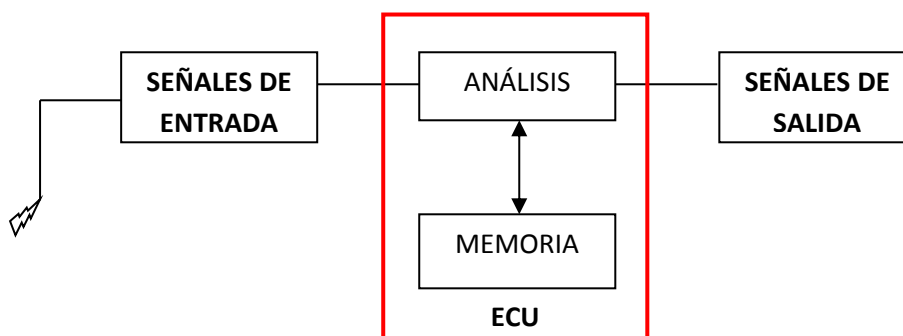 SEÑALES DE
ENTRADA
ANÁLISIS
SEÑALES DE
SALIDA
MEMORIA
ECU